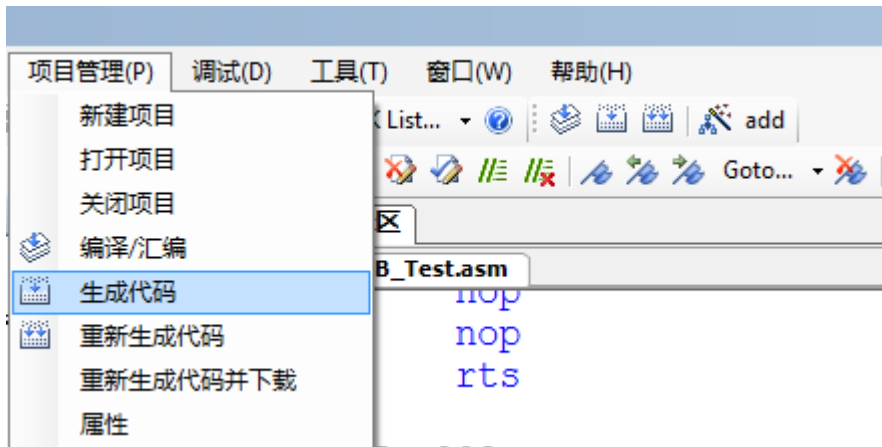 项目管理(P) 调试(D) 工具(T) 窗口(W) 帮助(H)
新建项目
List... add
打开项目
Goto...
关闭项目
编译/汇编
B_Test.asm
生成代码
nop
重新生成代码
nop
重新生成代码并下载
rts
属性